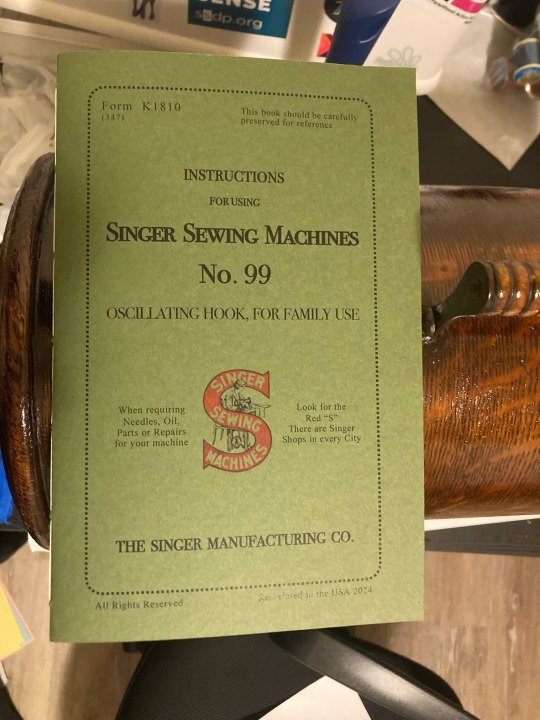 ENSE
dp.org
Form K1810
(347)
This book should be carefully
preserved for reference
INSTRUCTIONS
FOR USING
SINGER SEWING MACHINES
No. 99
OSCILLATING HOOK, FOR FAMILY USE
When requiring
Needles, Oil,
Parts or Repairs
for your machine
SINGER
SEWING
MACHINES
Look for the
Red "S"
There are Singer
Shops in every City
THE SINGER MANUFACTURING CO.
All Rights Reserved
in the USA 2024